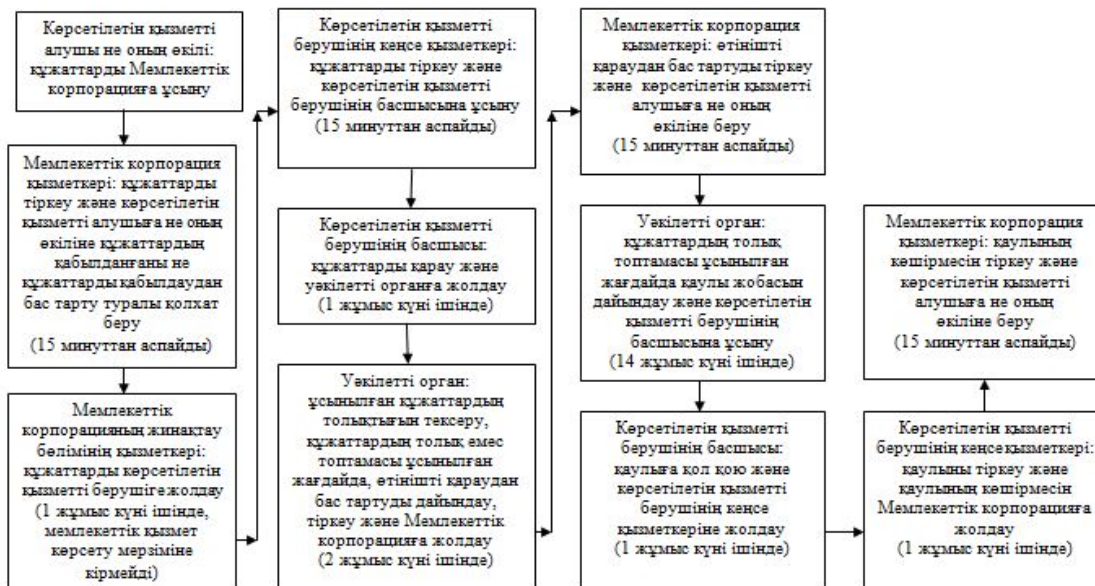 Көрсетілетін қызметті
алушы не оның өкілі:
құжаттарды Мемлекеттік
корпорацияға ұсыну
Мемлекеттік корпорация
қызметкері: құжаттарды
тіркеу және көрсетілетін
қызметті алушыға не оның
өкіліне құжаттардың
қабылданғаны не
құжаттарды қабылдаудан
бас тарту туралы қолхат
беру
(15 минуттан аспайды)
Мемлекеттік
корпорацияның жинақтау
бөлімінің қызметкері:
құжаттарды көрсетілетін
қызметті берушіге жолдау
(1 жұмыс күні ішінде,
мемлекеттік қызмет
көрсету мерзіміне
кірмейді)
Көрсетілетін қызметті
берушінің кеңсе қызметкері:
құжаттарды тіркеу және
көрсетілетін қызметті
берушінің басшысына ұсыну
(15 минуттан аспайды)
Көрсетілетін қызметті
берушінің басшысы:
құжаттарды қарау және
уәкілетті органға жолдау
(1 жұмыс күні ішінде)
Уәкілетті орган:
ұсынылған құжаттардың
толықтығын тексеру,
құжаттардың толық емес
топтамасы ұсынылған
жағдайда, өтінішті қараудан
бас тартуды дайындау,
тіркеу және Мемлекеттік
корпорацияға жолдау
(2 жұмыс күні ішінде)
Мемлекеттік корпорация
қызметкері: өтінішті
қараудан бас тартуды тіркеу
және көрсетілетін қызметті
алушыға не оның
өкіліне беру
(15 минуттан аспайды)
Уәкілетті орган:
құжаттардың толық
топтамасы ұсынылған
жағдайда қаулы жобасын
дайындау және көрсетілетін
қызметті берушінің
басшысына ұсыну
(14 жұмыс күні ішінде)
Көрсетілетін қызметті
берушінің басшысы:
қаулыға қол қою және
көрсетілетін қызметті
берушінің кеңсе
қызметкеріне жолдау
(1 жұмыс күні ішінде)
Мемлекеттік корпорация
қызметкері: қаулының
көшірмесін тіркеу және
көрсетілетін қызметті
алушыға не оның
өкіліне беру
(15 минуттан аспайды)
Көрсетілетін қызметті
берушінің кеңсе қызметкері:
қаулыны тіркеу және
қаулының көшірмесін
Мемлекеттік корпорацияға
жолдау
(1 жұмыс күні ішінде)